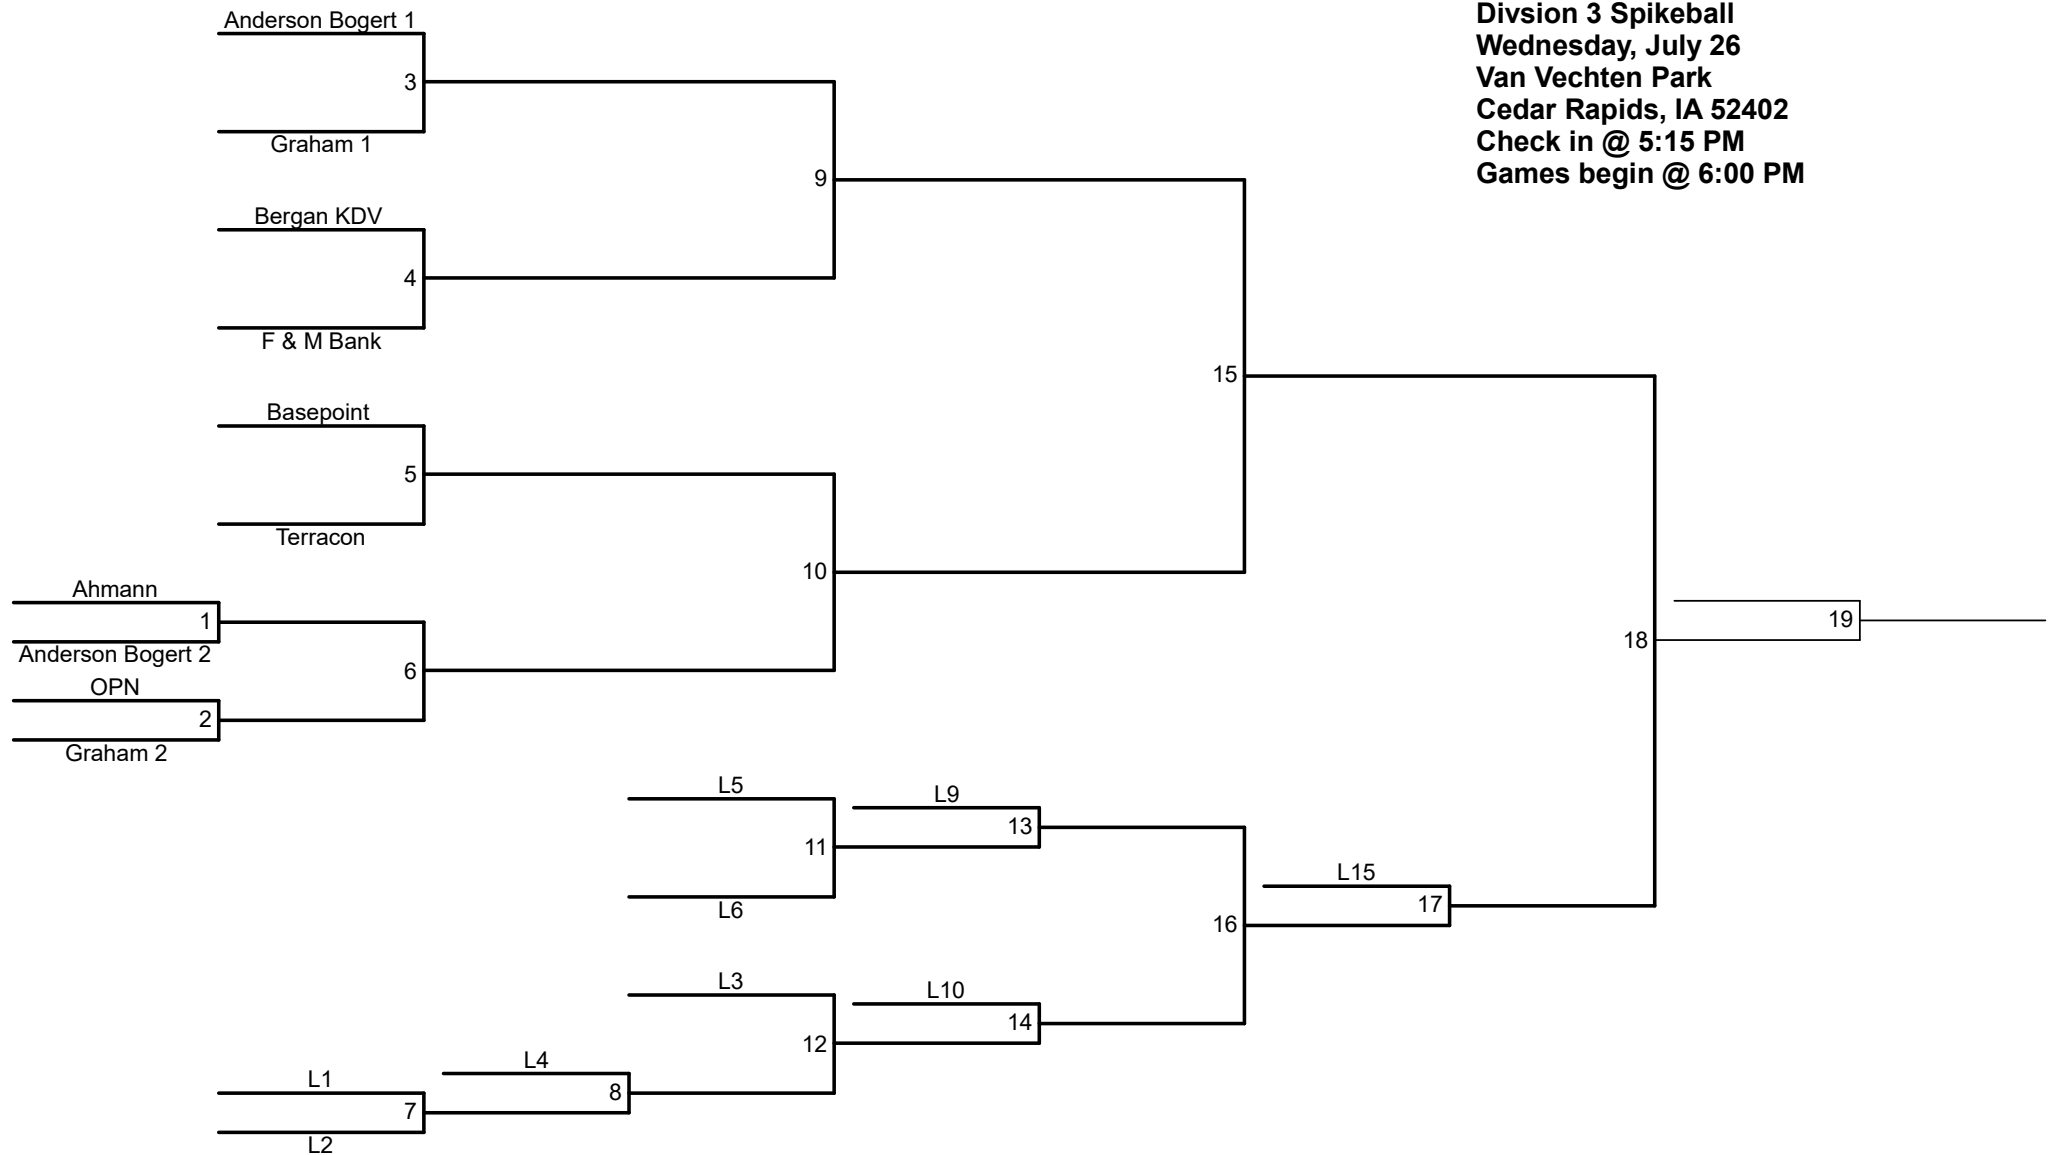 Anderson Bogert 1
3
Graham 1
Divsion 3 Spikeball
Wednesday, July 26
Van Vechten Park
Cedar Rapids, IA 52402
Check in @ 5:15 PM
Games begin @ 6:00 PM
9
Bergan KDV
4
F & M Bank
15
Basepoint
5
Terracon
10
Ahmann
1
Anderson Bogert 2
6
OPN
2
Graham 2
18
19
L5
11
L6
L9
13
L15
17
16
L3
12
L10
14
L4
8
L1
7
L2